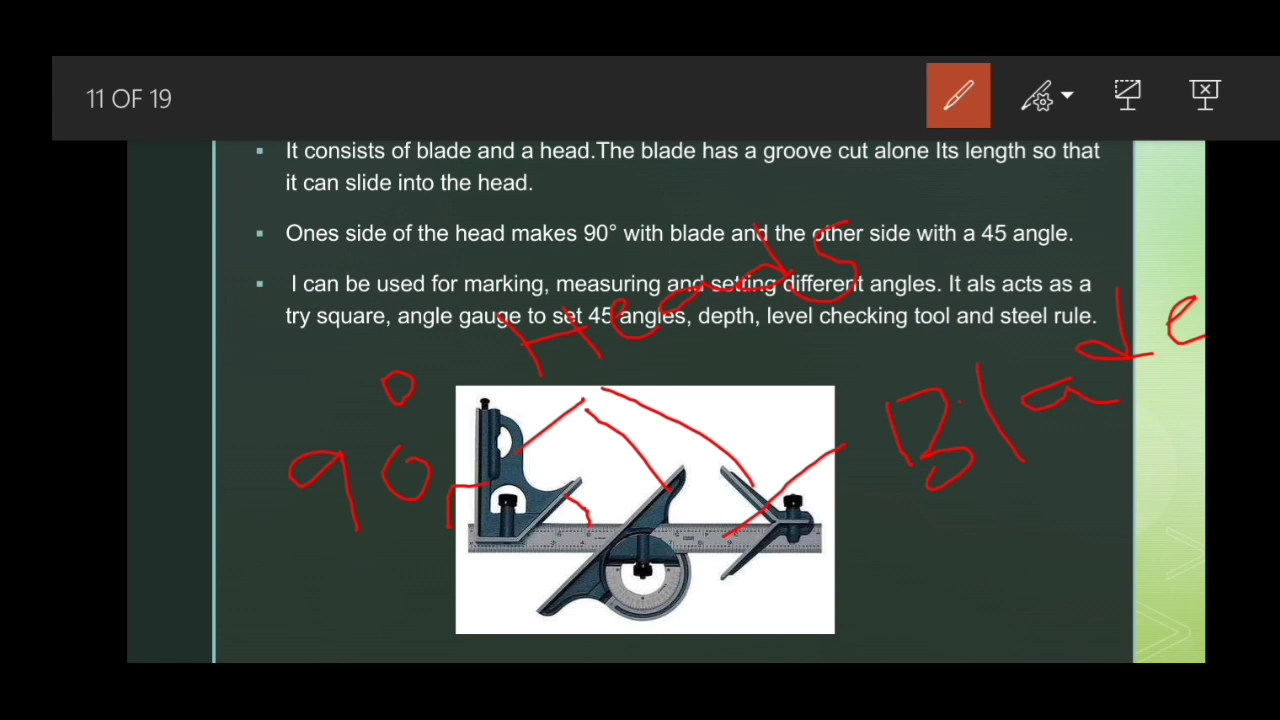 11 OF 19
It consists of blade and a head.The blade has a groove cut alone Its length so that
it can slide into the head.
Ones side of the head makes 90° with blade and the other side with a 45 angle.
I can be used for marking, measuring and setting different angles. It als acts as a
try square, angle gauge to set 45 angles, depth, level checking tool and steel rule.
Heads
Blade
90°